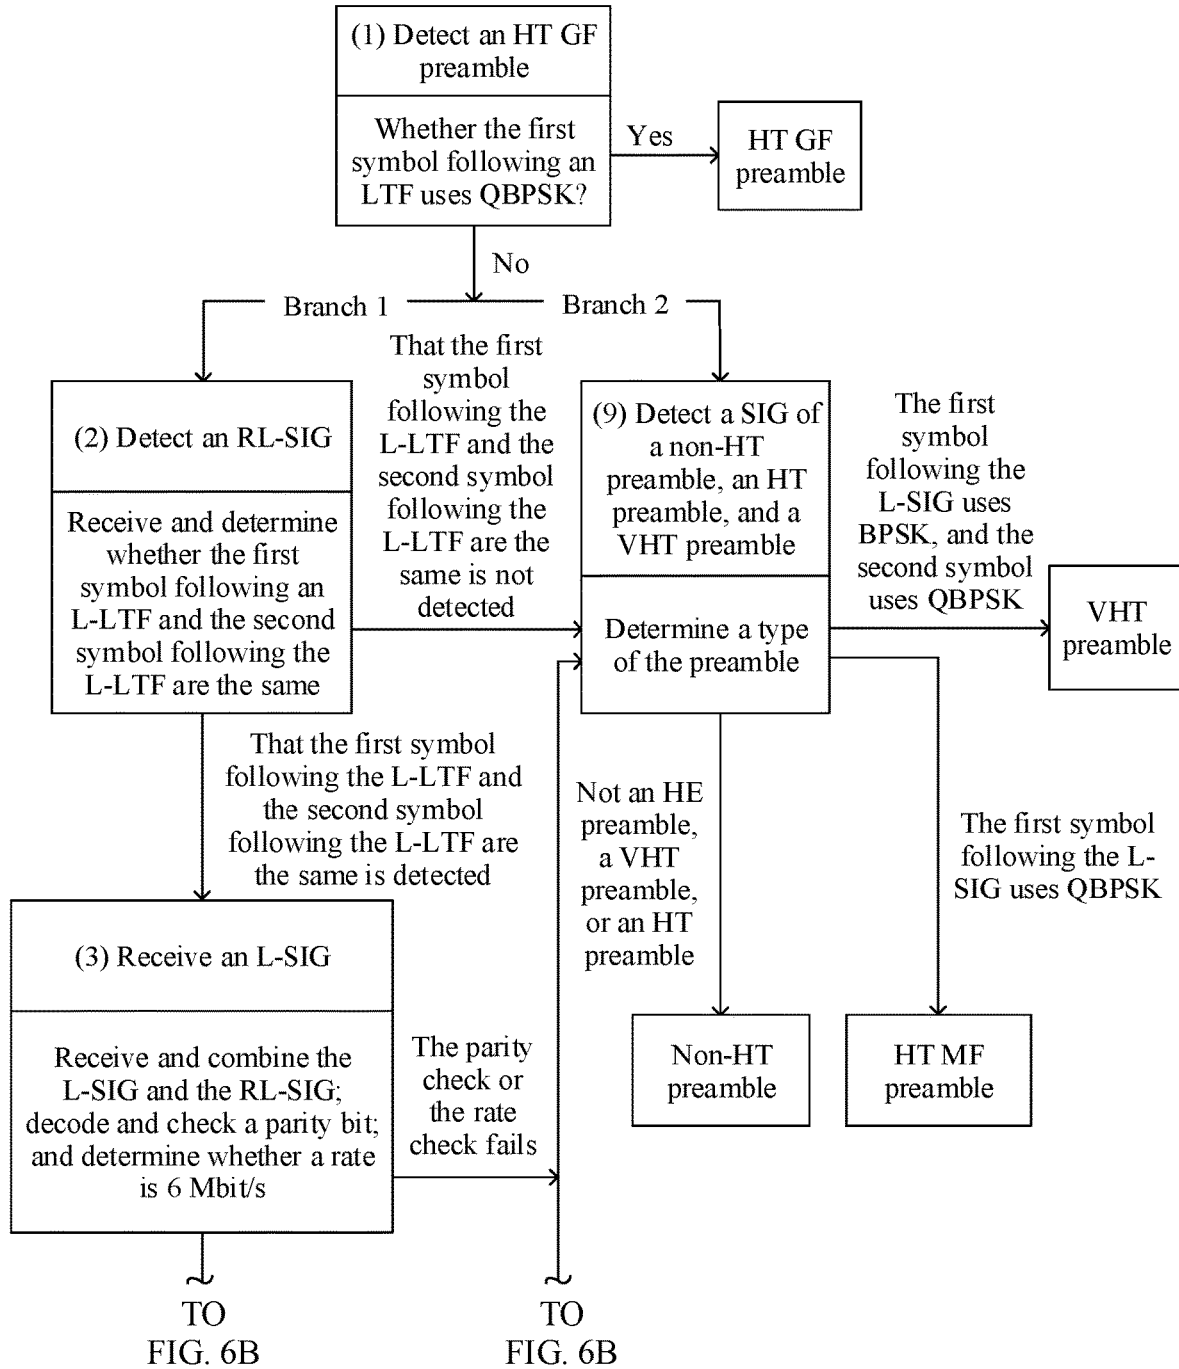 (1) Detect an HT GF
preamble
Whether the first
symbol following an
LTF uses QBPSK?
Yes
HT GF
preamble
No
Branch 1
Branch 2
(2) Detect an RL-SIG
Receive and determine
whether the first
symbol following an
L-LTF and the second
symbol following the
L-LTF are the same
That the first
symbol
following the
L-LTF and the
second symbol
following the
L-LTF are the
same is not
detected
(9) Detect a SIG of
a non-HT
preamble, an HT
preamble, and a
VHT preamble
Determine a type
of the preamble
The first
symbol
following the
L-SIG uses
BPSK, and the
second symbol
uses QBPSK
VHT
preamble
That the first symbol
following the L-LTF and
the second symbol
following the L-LTF are
the same is detected
Not an HE
preamble,
a VHT
preamble,
or an HT
preamble
The first symbol
following the L-
SIG uses QBPSK
(3) Receive an L-SIG
Receive and combine the
L-SIG and the RL-SIG;
decode and check a parity bit;
and determine whether a rate
is 6 Mbit/s
The parity
check or
the rate
check fails
Non-HT
preamble
HT MF
preamble
TO
FIG. 6B
TO
FIG. 6B